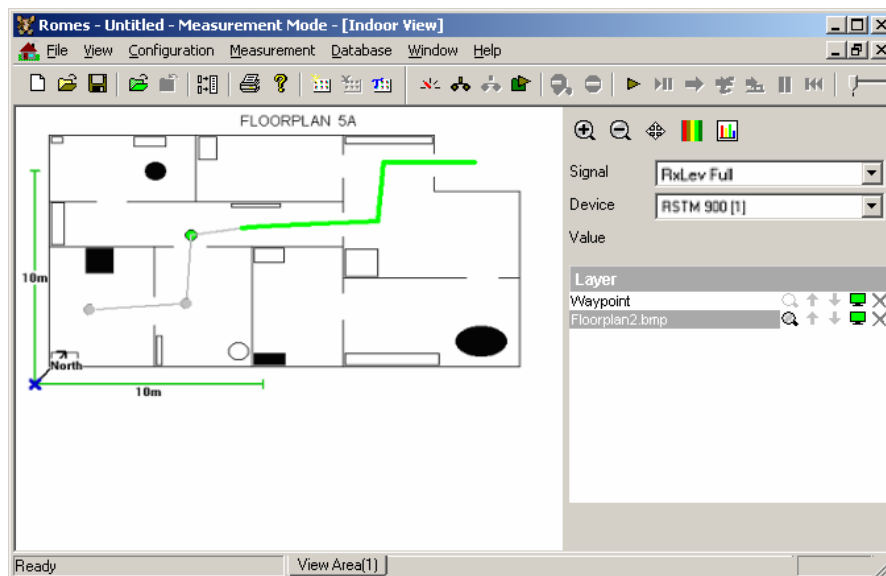 Romes - Untitled - Measurement Mode - [Indoor View]
File View Configuration Measurement Database Window Help
FLOORPLAN 5A
10m
North
10m
Signal RxLev Full
Device RSTM 900 [1]
Value
Layer
Waypoint
Floorplan2.bmp
Ready View Area(1)